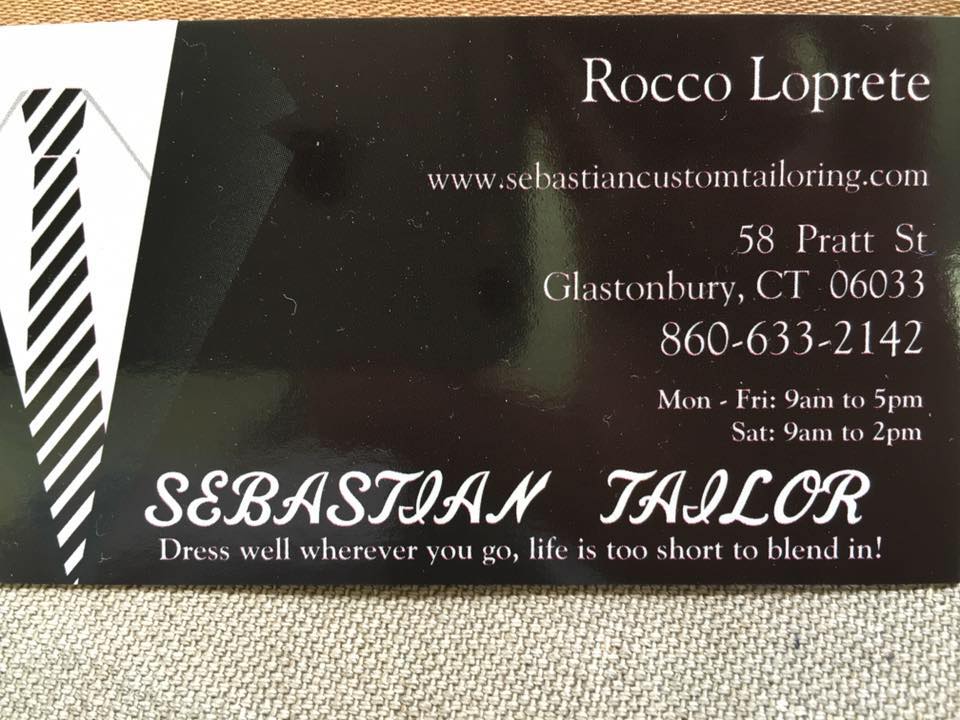 Rocco Loprete
www.sebastiancustomtailoring.com
58 Pratt St
Glastonbury, CT 06033
860-633-2142
Mon - Fri: 9am to 5pm
Sat: 9am to 2pm
SEBASTIAN TAILOR
Dress well wherever you go, life is too short to blend in!